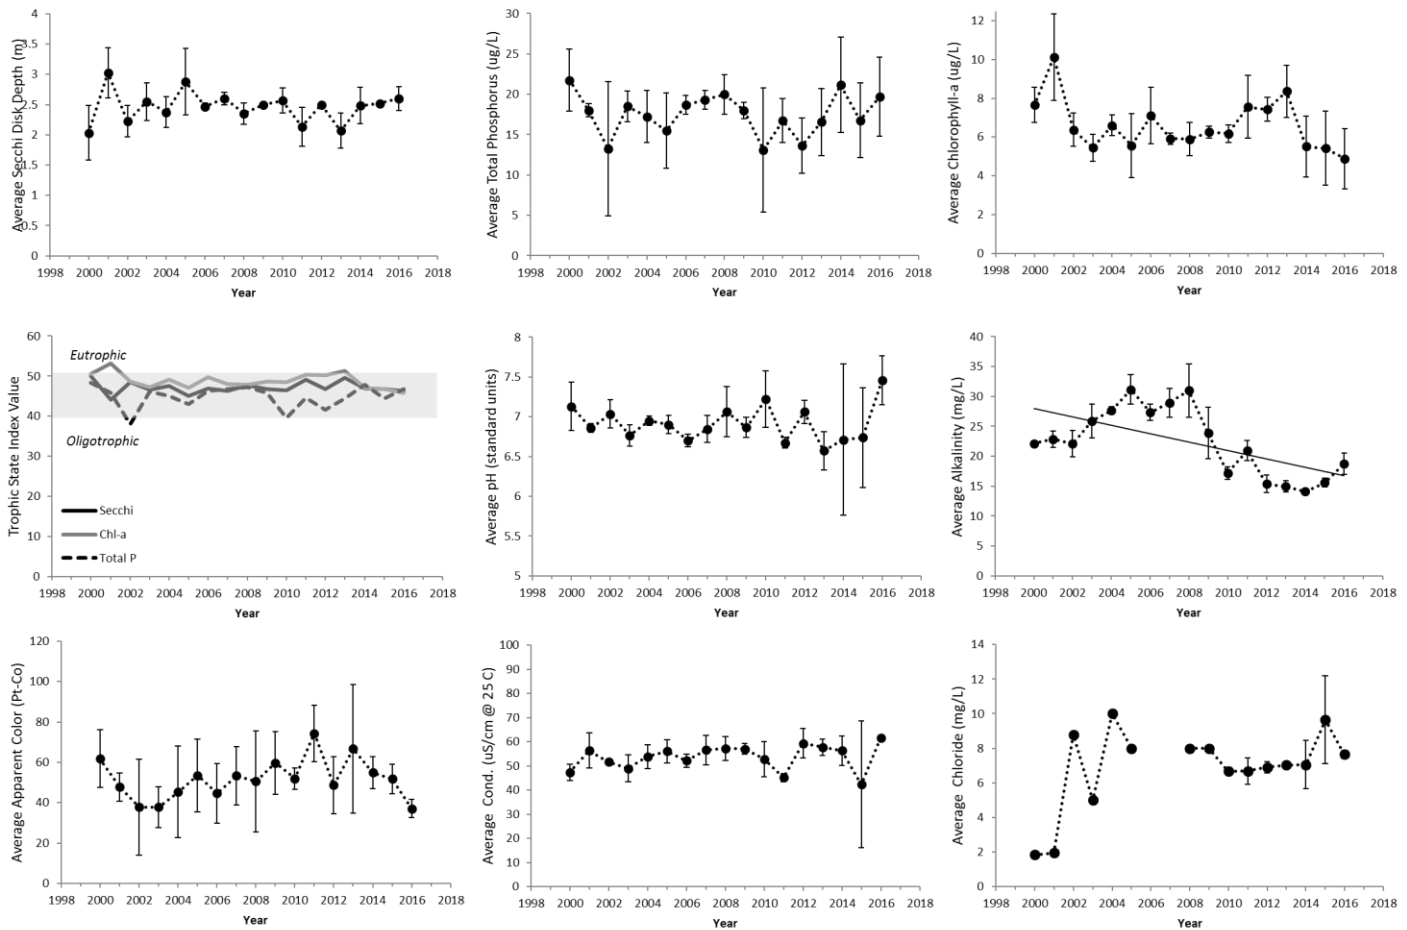 Average Secchi Disk Depth (m)
4
3.5
3
2.5
2
1.5
1
0.5
0
1998 2000 2002 2004 2006 2008 2010 2012 2014 2016 2018
Year
Average Total Phosphorus (ug/L)
30
25
20
15
10
5
0
1998 2000 2002 2004 2006 2008 2010 2012 2014 2016 2018
Year
Average Chlorophyll-a (ug/L)
12
10
8
6
4
2
0
1998 2000 2002 2004 2006 2008 2010 2012 2014 2016 2018
Year
Trophic State Index Value
60
50
40
30
20
10
0
Eutrophic
Oligotrophic
Secchi
Chl-a
Total P
1998 2000 2002 2004 2006 2008 2010 2012 2014 2016 2018
Year
Average pH (standard units)
8
7.5
7
6.5
6
5.5
5
1998 2000 2002 2004 2006 2008 2010 2012 2014 2016 2018
Year
Average Alkalinity (mg/L)
40
35
30
25
20
15
10
5
0
1998 2000 2002 2004 2006 2008 2010 2012 2014 2016 2018
Year
Average Apparent Color (Pt-Co)
120
100
80
60
40
20
0
1998 2000 2002 2004 2006 2008 2010 2012 2014 2016 2018
Year
Average Cond. (uS/cm @ 25 C)
100
90
80
70
60
50
40
30
20
10
0
1998 2000 2002 2004 2006 2008 2010 2012 2014 2016 2018
Year
Average Chloride (mg/L)
14
12
10
8
6
4
2
0
1998 2000 2002 2004 2006 2008 2010 2012 2014 2016 2018
Year